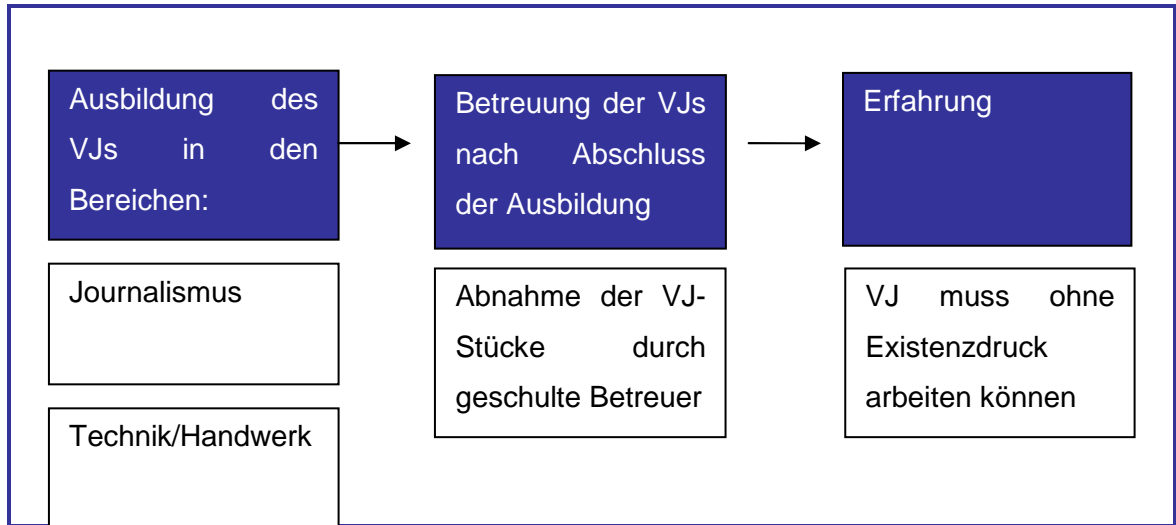 Ausbildung des
VJs in den
Bereichen:
Journalismus
Technik/Handwerk
Betreuung der VJs
nach Abschluss
der Ausbildung
Abnahme der VJ-
Stücke durch
geschulte Betreuer
Erfahrung
VJ muss ohne
Existenzdruck
arbeiten können